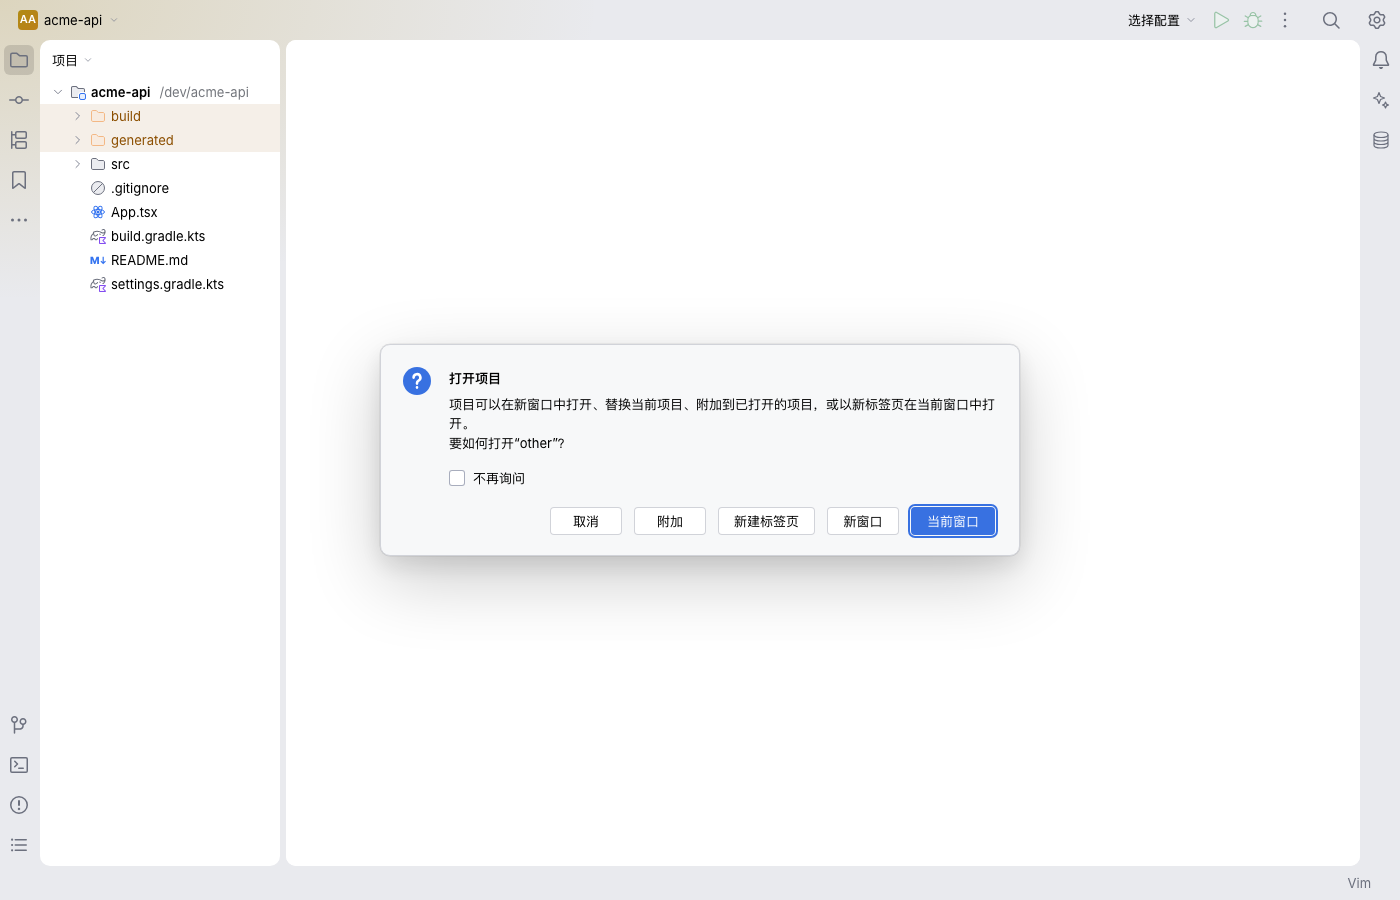 AA acme-api
选择配置
项目
acme-api /dev/acme-api
build
generated
src
.gitignore
App.tsx
build.gradle.kts
M↓ README.md
settings.gradle.kts
?
打开项目
项目可以在新窗口中打开、替换当前项目、附加到已打开的项目，或以新标签页在当前窗口中打
开。
要如何打开“other”?
不再询问
取消 附加 新建标签页 新窗口 当前窗口
Vim